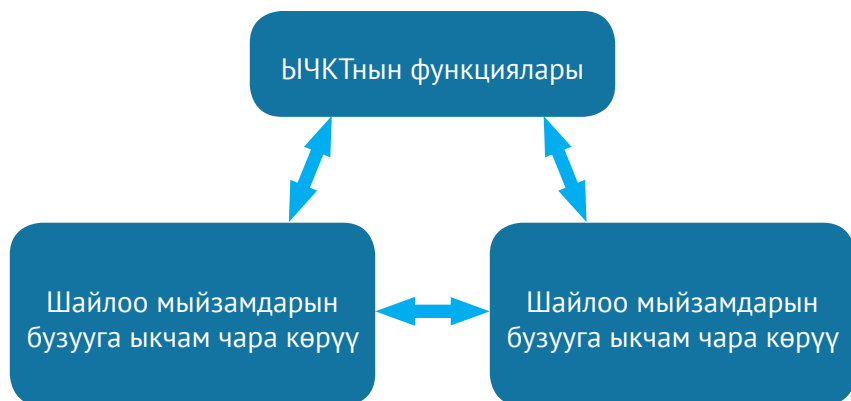 ЫЧКТнын функциялары
Шайлоо мыйзамдарын
бузууга ыкчам чара көрүү
Шайлоо мыйзамдарын
бузууга ыкчам чара көрүү